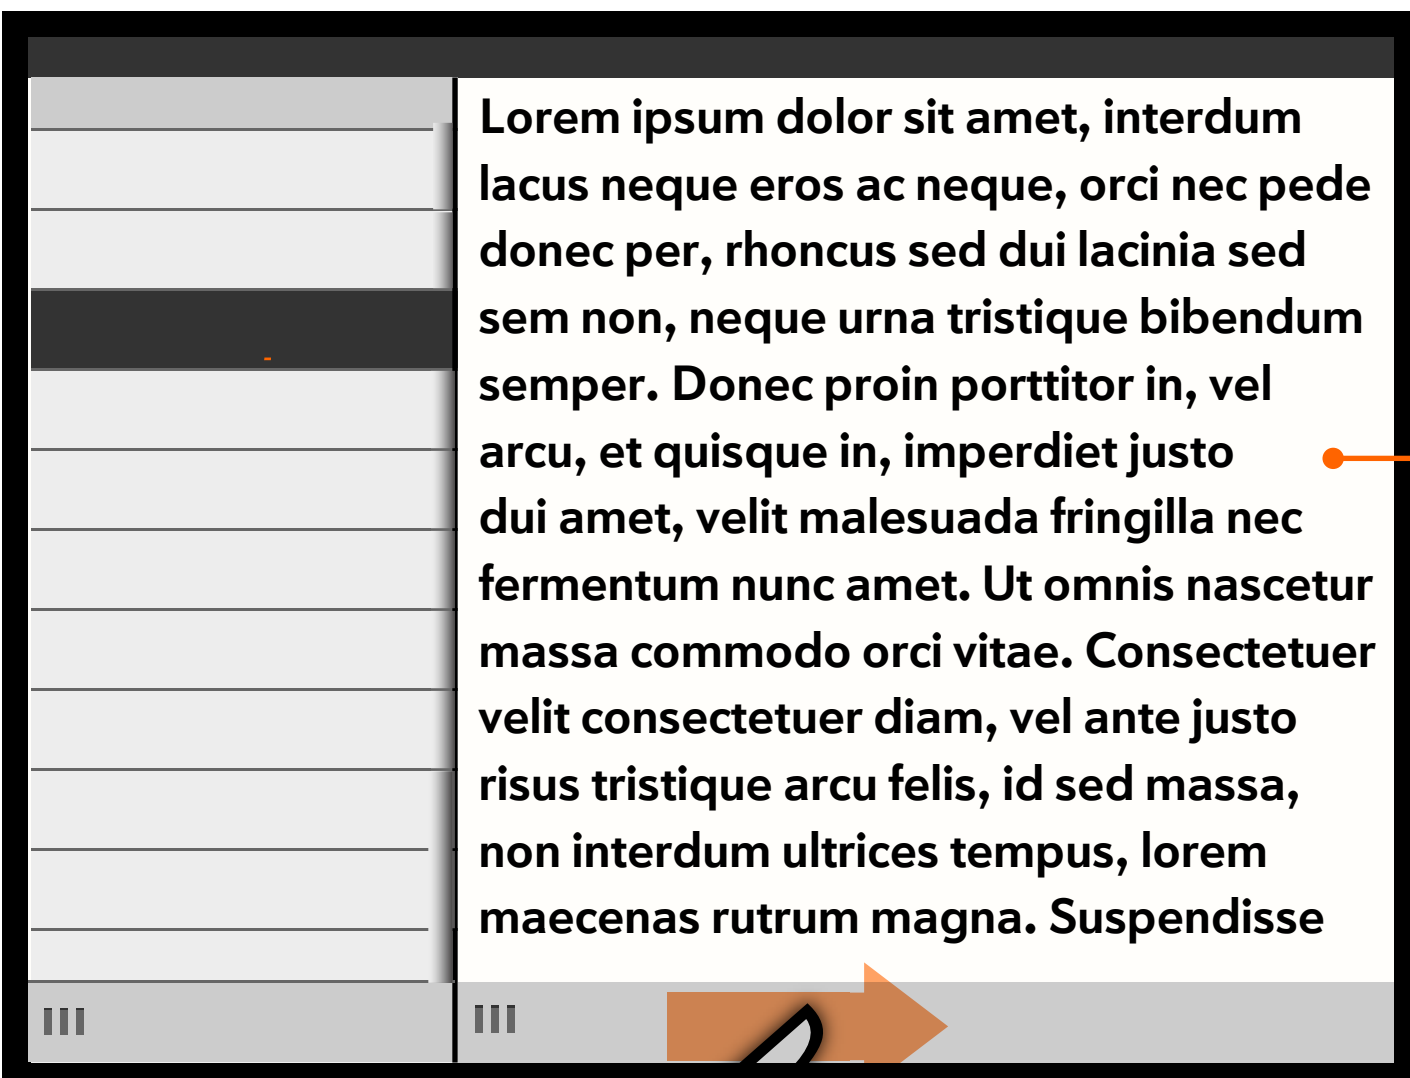 Lorem ipsum dolor sit amet, interdum
lacus neque eros ac neque, orci nec pede
donec per, rhoncus sed dui lacinia sed
sem non, neque urna tristique bibendum
semper. Donec proin porttitor in, vel
arcu, et quisque in, imperdiet justo
dui amet, velit malesuada fringilla nec
fermentum nunc amet. Ut omnis nascetur
massa commodo orci vitae. Consectetuer
velit consectetuer diam, vel ante justo
risus tristique arcu felis, id sed massa,
non interdum ultrices tempus, lorem
maecenas rutrum magna. Suspendisse